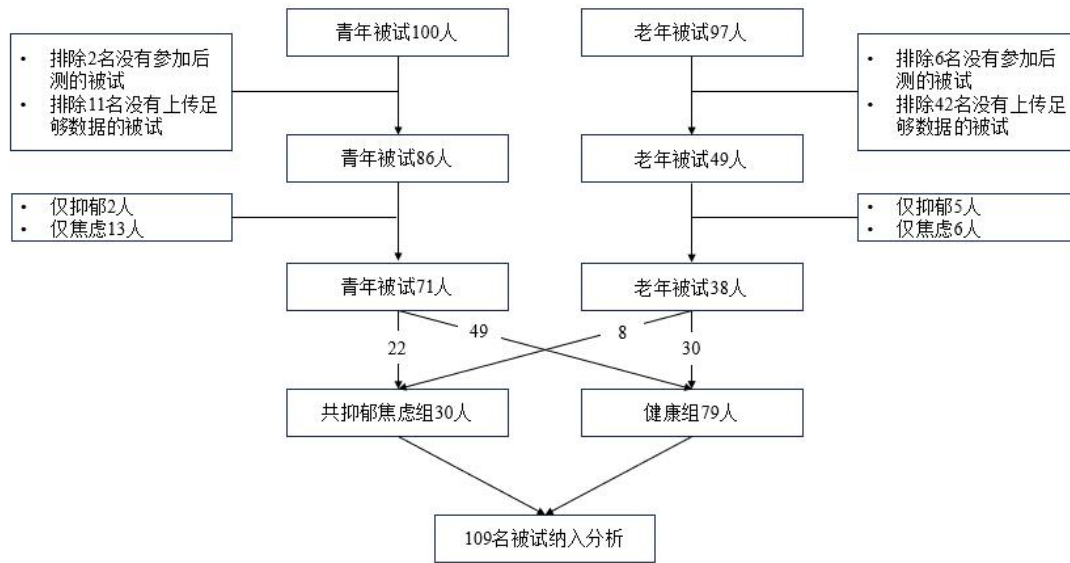 青年被试100人
老年被试97人
• 排除2名没有参加后
测的被试
• 排除11名没有上传足
够数据的被试
• 排除6名没有参加后
测的被试
• 排除42名没有上传足
够数据的被试
青年被试86人
老年被试49人
• 仅抑郁2人
• 仅焦虑13人
• 仅抑郁5人
• 仅焦虑6人
青年被试71人
老年被试38人
22
49
8
30
共抑郁焦虑组30人
健康组79人
109名被试纳入分析